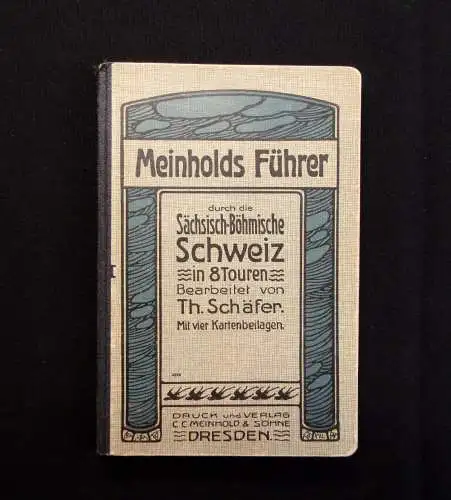 Meinholds Führer
durch die
Sächsisch-Böhmische
Schweiz
in 8 Touren
Bearbeitet von
Th. Schäfer.
Mit vier Kartenbeilagen.
DRUCK und VERLAG
C.C. MEINHOLD & SÖHNE
DRESDEN.